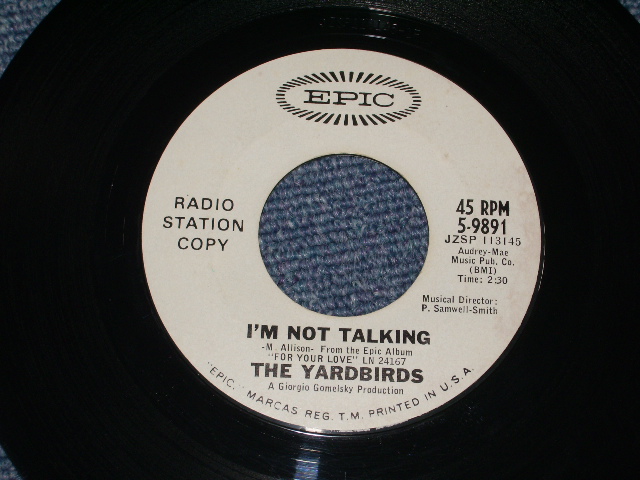 EPIC
RADIO
STATION
COPY
45 RPM
5-9891
JZSP 113145
Audrey-Mae
Music Pub. Co.
(BMI)
Time: 2:30
Musical Director:
P. Samwell-Smith
I'M NOT TALKING
-M. Allison- From the Epic Album
"FOR YOUR LOVE" LN 24167
THE YARDBIRDS
A Giorgio Gomelsky Production
"EPIC," MARCAS REG. T.M. PRINTED IN U.S.A.